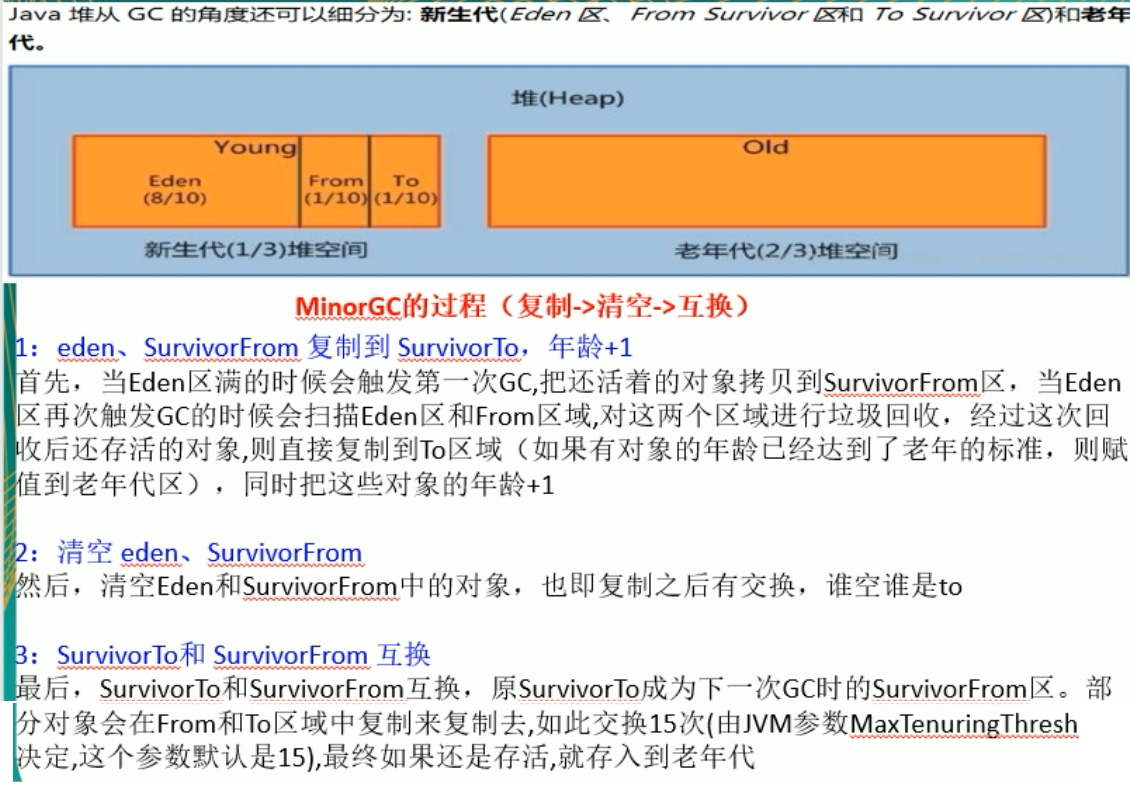 Java 堆从 GC 的角度还可以细分为: 新生代(Eden 区、From Survivor 区和 To Survivor 区)和老年
代。
堆(Heap)
Young
Old
Eden
(8/10)
From
(1/10)
To
(1/10)
新生代(1/3)堆空间
老年代(2/3)堆空间
MinorGC的过程（复制->清空->互换）
1：eden、SurvivorFrom 复制到 SurvivorTo，年龄+1
首先，当Eden区满的时候会触发第一次GC,把还活着的对象拷贝到SurvivorFrom区，当Eden
区再次触发GC的时候会扫描Eden区和From区域,对这两个区域进行垃圾回收，经过这次回
收后还存活的对象,则直接复制到To区域（如果有对象的年龄已经达到了老年的标准，则赋
值到老年代区），同时把这些对象的年龄+1
2：清空 eden、SurvivorFrom
然后，清空Eden和SurvivorFrom中的对象，也即复制之后有交换，谁空谁是to
3：SurvivorTo和 SurvivorFrom 互换
最后，SurvivorTo和SurvivorFrom互换，原SurvivorTo成为下一次GC时的SurvivorFrom区。部
分对象会在From和To区域中复制来复制去,如此交换15次(由JVM参数MaxTenuringThresh
决定,这个参数默认是15),最终如果还是存活,就存入到老年代